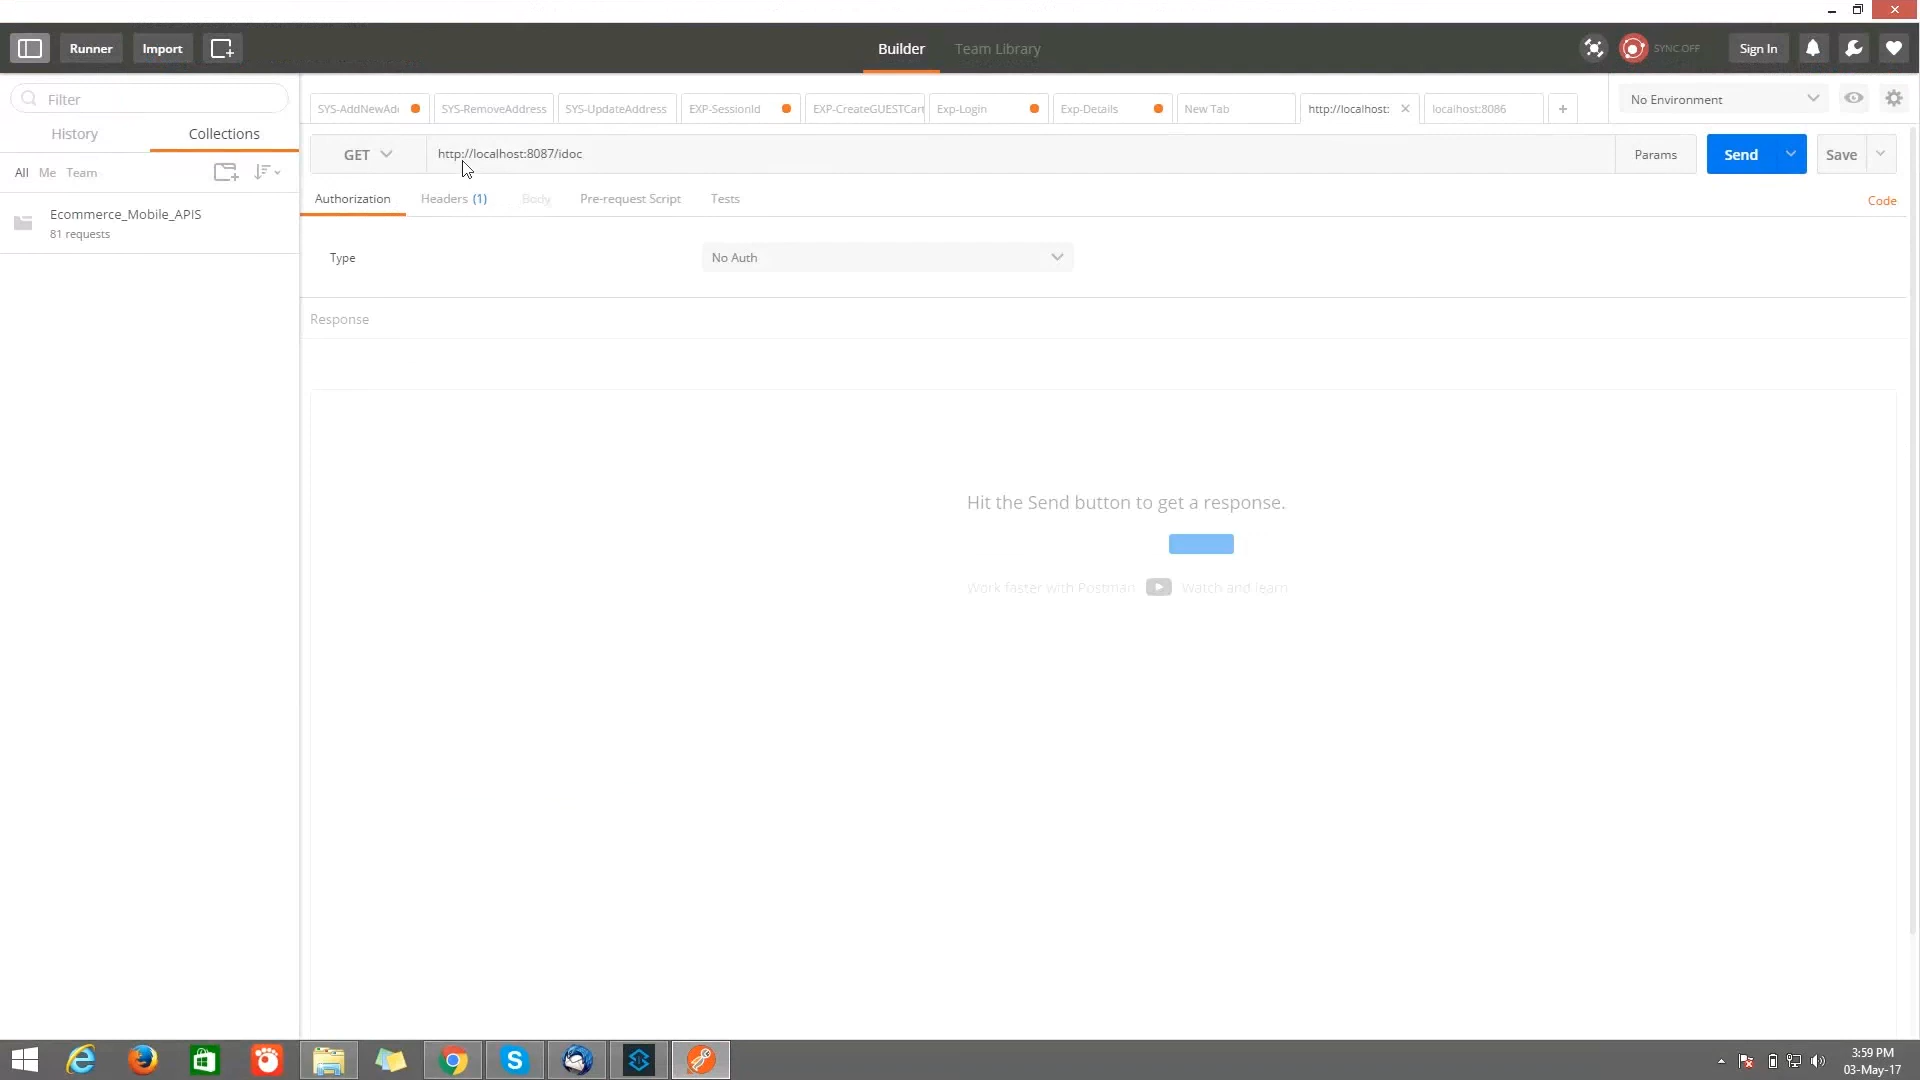 Runner
Import
Builder
Team Library
SYNC OFF
Sign In
Filter
History
Collections
All Me Team
Ecommerce_Mobile_APIS
81 requests
SYS-AddNewAd
SYS-RemoveAddress
SYS-UpdateAddress
EXP-SessionId
EXP-CreateGUESTCart
Exp-Login
Exp-Details
New Tab
http://localhost:
localhost:8086
No Environment
GET
http://localhost:8087/idoc
Params
Send
Save
Authorization
Headers (1)
Body
Pre-request Script
Tests
Code
Type
No Auth
Response
Hit the Send button to get a response.
Work faster with Postman
Watch and learn
3:59 PM
03-May-17